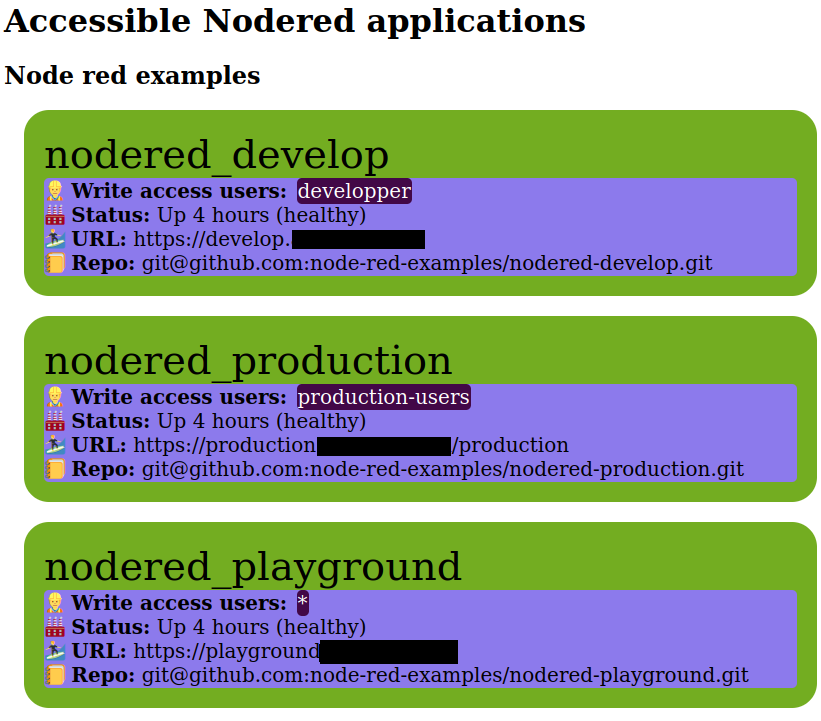 Accessible Nodered applications
Node red examples
nodered_develop
Write access users: developper
Status: Up 4 hours (healthy)
URL: https://develop.
Repo: git@github.com:node-red-examples/nodered-develop.git
nodered_production
Write access users: production-users
Status: Up 4 hours (healthy)
URL: https://production /production
Repo: git@github.com:node-red-examples/nodered-production.git
nodered_playground
Write access users: *
Status: Up 4 hours (healthy)
URL: https://playground
Repo: git@github.com:node-red-examples/nodered-playground.git